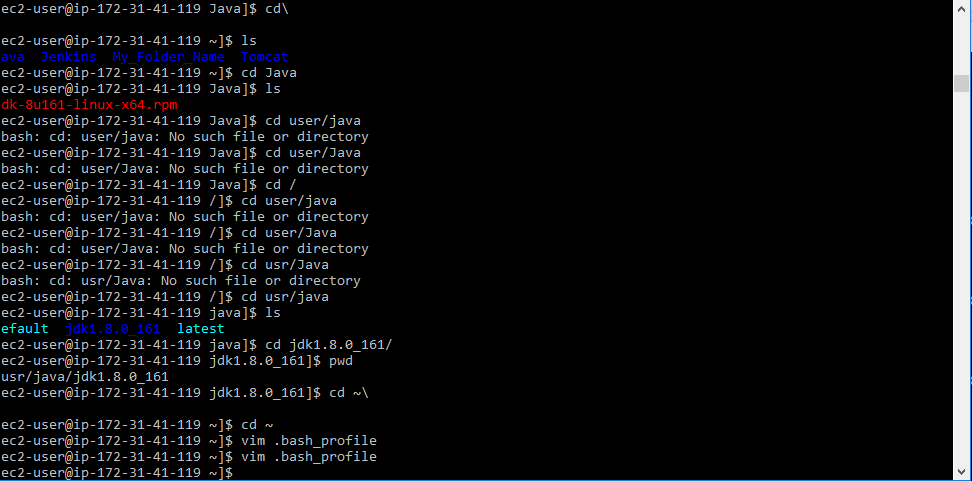 ec2-user@ip-172-31-41-119 Java]$ cd\
ec2-user@ip-172-31-41-119 ~]$ ls
ava  Jenkins  My_Folder_Name  Tomcat
ec2-user@ip-172-31-41-119 ~]$ cd Java
ec2-user@ip-172-31-41-119 Java]$ ls
dk-8u161-linux-x64.rpm
ec2-user@ip-172-31-41-119 Java]$ cd user/java
bash: cd: user/java: No such file or directory
ec2-user@ip-172-31-41-119 Java]$ cd user/Java
bash: cd: user/Java: No such file or directory
ec2-user@ip-172-31-41-119 Java]$ cd /
ec2-user@ip-172-31-41-119 /]$ cd user/java
bash: cd: user/java: No such file or directory
ec2-user@ip-172-31-41-119 /]$ cd user/Java
bash: cd: user/Java: No such file or directory
ec2-user@ip-172-31-41-119 /]$ cd usr/Java
bash: cd: usr/Java: No such file or directory
ec2-user@ip-172-31-41-119 /]$ cd usr/java
ec2-user@ip-172-31-41-119 java]$ ls
efault  jdk1.8.0_161  latest
ec2-user@ip-172-31-41-119 java]$ cd jdk1.8.0_161/
ec2-user@ip-172-31-41-119 jdk1.8.0_161]$ pwd
usr/java/jdk1.8.0_161
ec2-user@ip-172-31-41-119 jdk1.8.0_161]$ cd ~\
ec2-user@ip-172-31-41-119 ~]$ cd ~
ec2-user@ip-172-31-41-119 ~]$ vim .bash_profile
ec2-user@ip-172-31-41-119 ~]$ vim .bash_profile
ec2-user@ip-172-31-41-119 ~]$